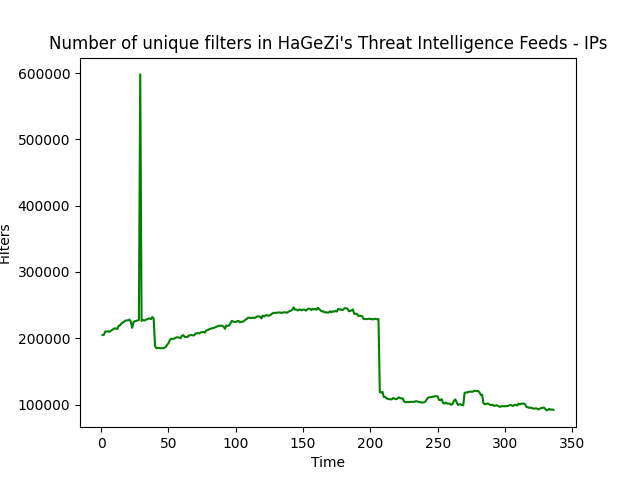 Number of unique filters in HaGeZi's Threat Intelligence Feeds - IPs
600000
500000
400000
300000
200000
100000
Filters
0 50 100 150 200 250 300 350
Time